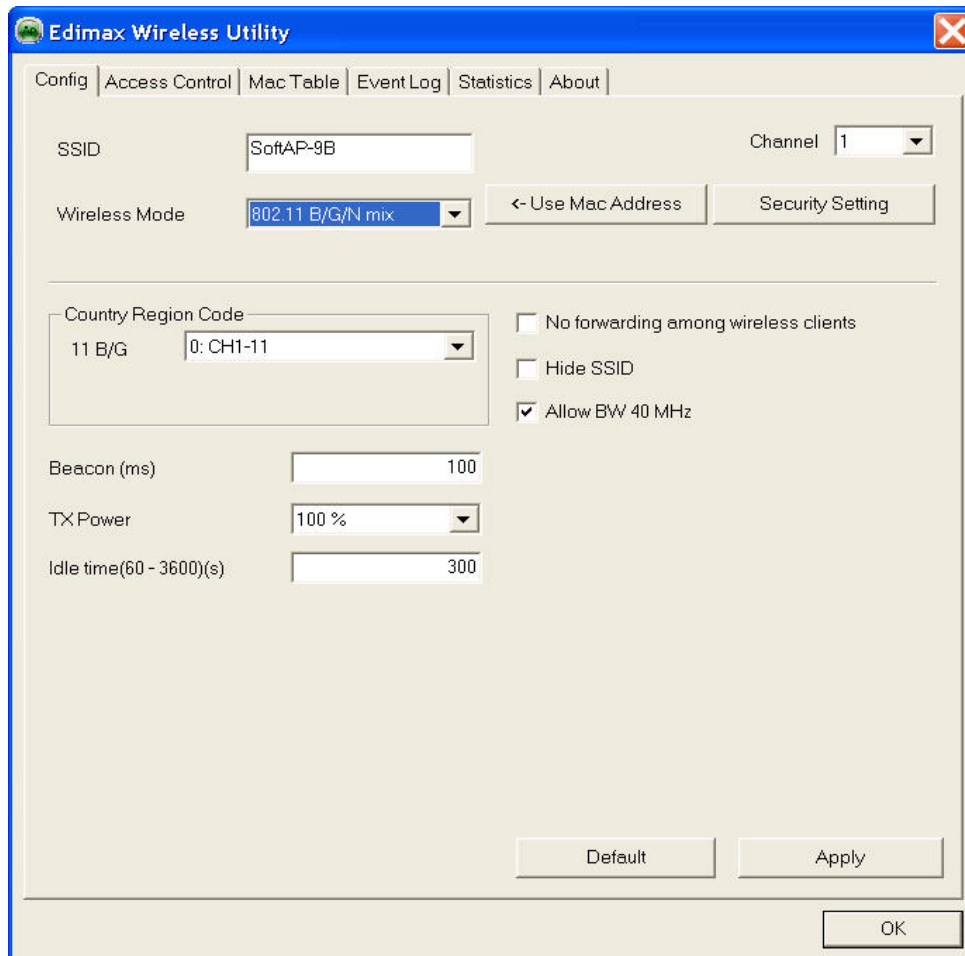 Edimax Wireless Utility
Config Access Control Mac Table Event Log Statistics About
SSID SoftAP-9B Channel 1
Wireless Mode 802.11 B/G/N mix <- Use Mac Address Security Setting
Country Region Code
11 B/G 0: CH1-11
No forwarding among wireless clients
Hide SSID
Allow BW 40 MHz
Beacon (ms) 100
TX Power 100 %
Idle time(60 - 3600)(s) 300
Default Apply
OK